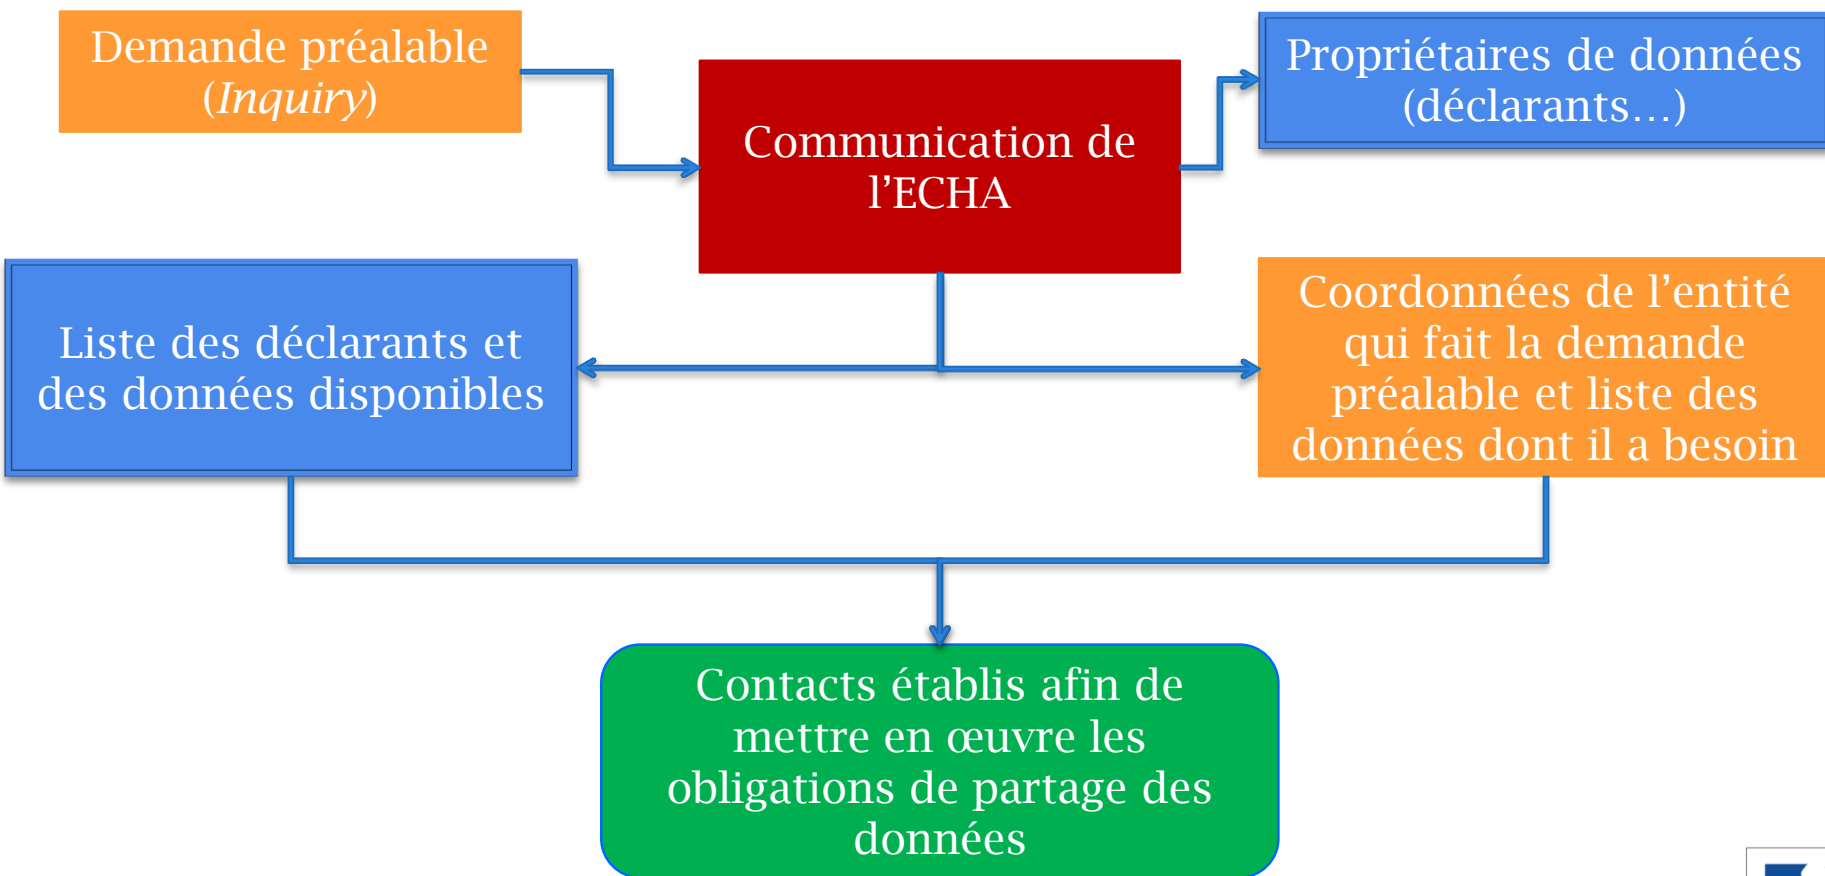 Demande préalable
(Inquiry)
Communication de
l’ECHA
Propriétaires de données
(déclarants…)
Liste des déclarants et
des données disponibles
Coordonnées de l’entité
qui fait la demande
préalable et liste des
données dont il a besoin
Contacts établis afin de
mettre en œuvre les
obligations de partage des
données